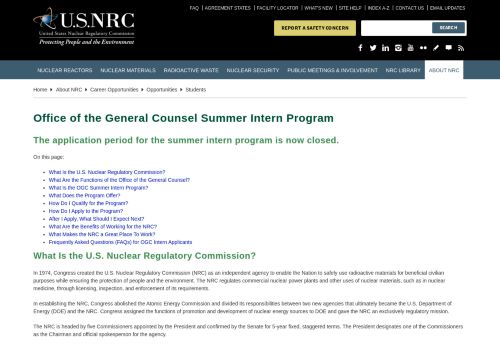 U.S.NRC
United States Nuclear Regulatory Commission
Protecting People and the Environment
FAQ | AGREEMENT STATES | FACILITY LOCATOR | WHAT'S NEW | SITE HELP | INDEX A-Z | CONTACT US | EMAIL UPDATES
REPORT A SAFETY CONCERN
SEARCH
NUCLEAR REACTORS NUCLEAR MATERIALS RADIOACTIVE WASTE NUCLEAR SECURITY PUBLIC MEETINGS & INVOLVEMENT NRC LIBRARY ABOUT NRC
Home > About NRC > Career Opportunities > Opportunities > Students
Office of the General Counsel Summer Intern Program
The application period for the summer intern program is now closed.
On this page:
• What Is the U.S. Nuclear Regulatory Commission?
• What Are the Functions of the Office of the General Counsel?
• What Is the OGC Summer Intern Program?
• What Does the Program Offer?
• How Do I Qualify for the Program?
• How Do I Apply to the Program?
• After I Apply, What Should I Expect Next?
• What Are the Benefits of Working for the NRC?
• What Makes the NRC a Great Place To Work?
• Frequently Asked Questions (FAQs) for OGC Intern Applicants
What Is the U.S. Nuclear Regulatory Commission?
In 1974, Congress created the U.S. Nuclear Regulatory Commission (NRC) as an independent agency to enable the Nation to safely use radioactive materials for beneficial civilian
purposes while ensuring the protection of people and the environment. The NRC regulates commercial nuclear power plants and other uses of nuclear materials, such as in nuclear
medicine, through licensing, inspection, and enforcement of its requirements.
In establishing the NRC, Congress abolished the Atomic Energy Commission and divided its responsibilities between two new agencies that ultimately became the U.S. Department of
Energy (DOE) and the NRC. Congress assigned the functions of promotion and development of nuclear energy sources to DOE and gave the NRC an exclusively regulatory mission.
The NRC is headed by five Commissioners appointed by the President and confirmed by the Senate for 5-year fixed, staggered terms. The President designates one of the Commissioners
as the Chairman and official spokesperson for the agency.